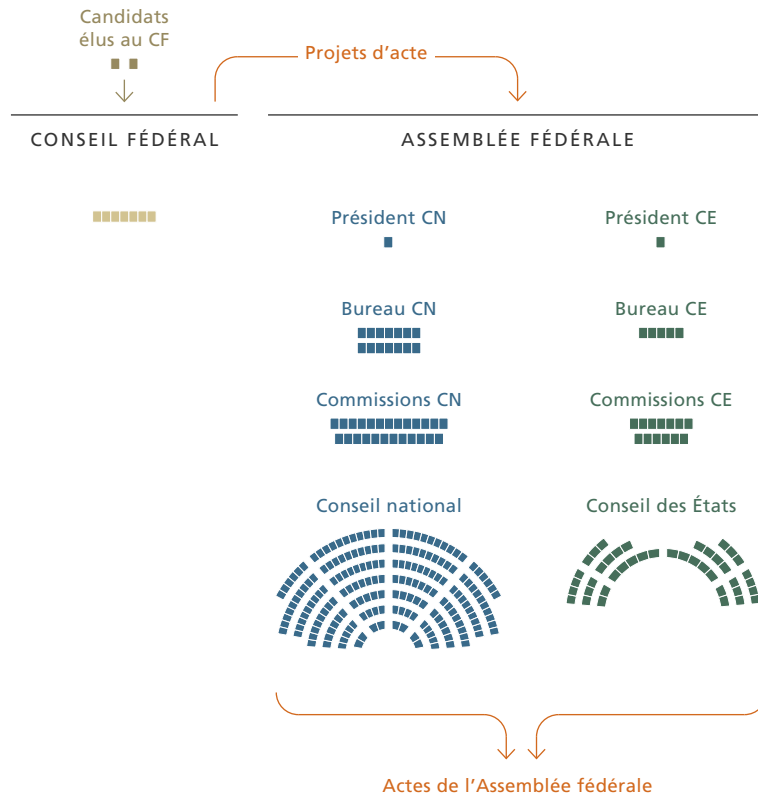 Candidats
élus au CF
Projets d’acte
CONSEIL FÉDÉRAL
ASSEMBLÉE FÉDÉRALE
Président CN
Président CE
Bureau CN
Bureau CE
Commissions CN
Commissions CE
Conseil national
Conseil des États
Actes de l’Assemblée fédérale